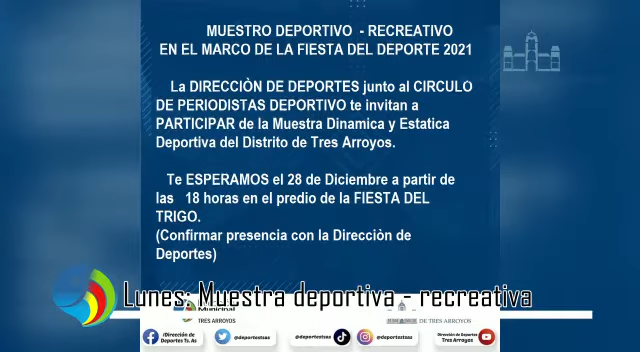 MUESTRO DEPORTIVO - RECREATIVO
EN EL MARCO DE LA FIESTA DEL DEPORTE 2021
La DIRECCIÒN DE DEPORTES junto al CIRCULO
DE PERIODISTAS DEPORTIVO te invitan a
PARTICIPAR de la Muestra Dinamica y Estatica
Deportiva del Distrito de Tres Arroyos.
Te ESPERAMOS el 28 de Diciembre a partir de
las 18 horas en el predio de la FIESTA DEL
TRIGO.
(Confirmar presencia con la Direcciòn de
Deportes)
Lunes: Muestra deportiva - recreativa
Municipal
TRES ARROYOS
DE TRES ARROYOS
/Dirección de
Deportes Ts. As
@deportestsas
@deportestsas
@deportestsas
Dirección de Deportes
Tres Arroyos